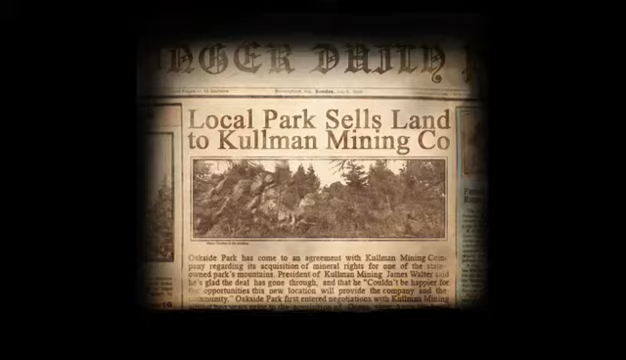 NGER DAILY
Local Park Sells Land
to Kullman Mining Co
Oakside Park has come to an agreement with Kullman Mining Com-
pany regarding its acquisition of mineral rights for one of the state-
owned park's mountains. President of Kullman Mining, James Walter said
he's glad the deal has gone through, and that he "Couldn't be happier for
the opportunities this new location will provide the company and the
community." Oakside Park first entered negotiations with Kullman Mining